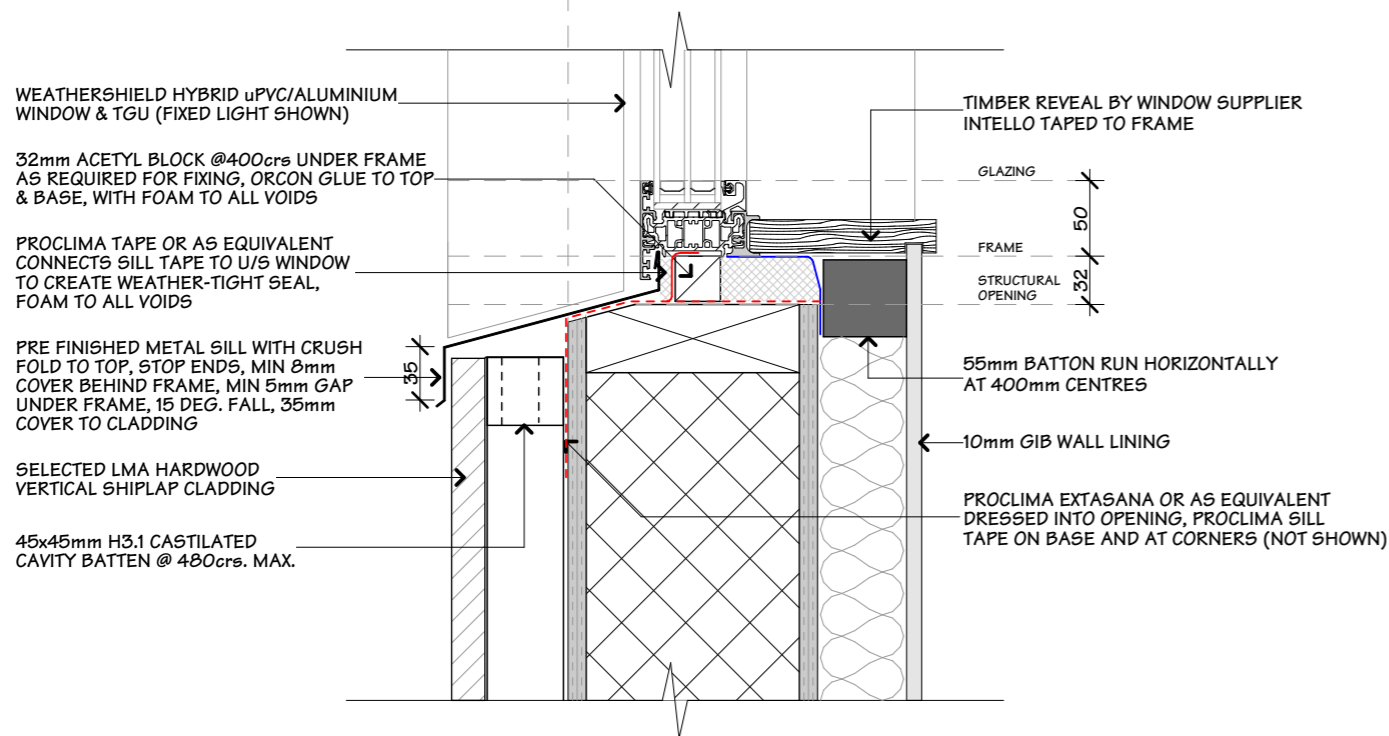 WEATHERSHIELD HYBRID uPVC/ALUMINIUM
WINDOW & TGU (FIXED LIGHT SHOWN)
32mm ACETYL BLOCK @400crs UNDER FRAME
AS REQUIRED FOR FIXING, ORCON GLUE TO TOP
& BASE, WITH FOAM TO ALL VOIDS
PROCLIMA TAPE OR AS EQUIVALENT
CONNECTS SILL TAPE TO U/S WINDOW
TO CREATE WEATHER-TIGHT SEAL,
FOAM TO ALL VOIDS
PRE FINISHED METAL SILL WITH CRUSH
FOLD TO TOP, STOP ENDS, MIN 8mm
COVER BEHIND FRAME, MIN 5mm GAP
UNDER FRAME, 15 DEG. FALL, 35mm
COVER TO CLADDING
SELECTED LMA HARDWOOD
VERTICAL SHIPLAP CLADDING
45x45mm H3.1 CASTILATED
CAVITY BATTEN @ 480crs. MAX.
35
TIMBER REVEAL BY WINDOW SUPPLIER
INTELLO TAPED TO FRAME
GLAZING
50
FRAME
STRUCTURAL
OPENING
32
55mm BATTON RUN HORIZONTALLY
AT 400mm CENTRES
10mm GIB WALL LINING
PROCLIMA EXTASANA OR AS EQUIVALENT
DRESSED INTO OPENING, PROCLIMA SILL
TAPE ON BASE AND AT CORNERS (NOT SHOWN)